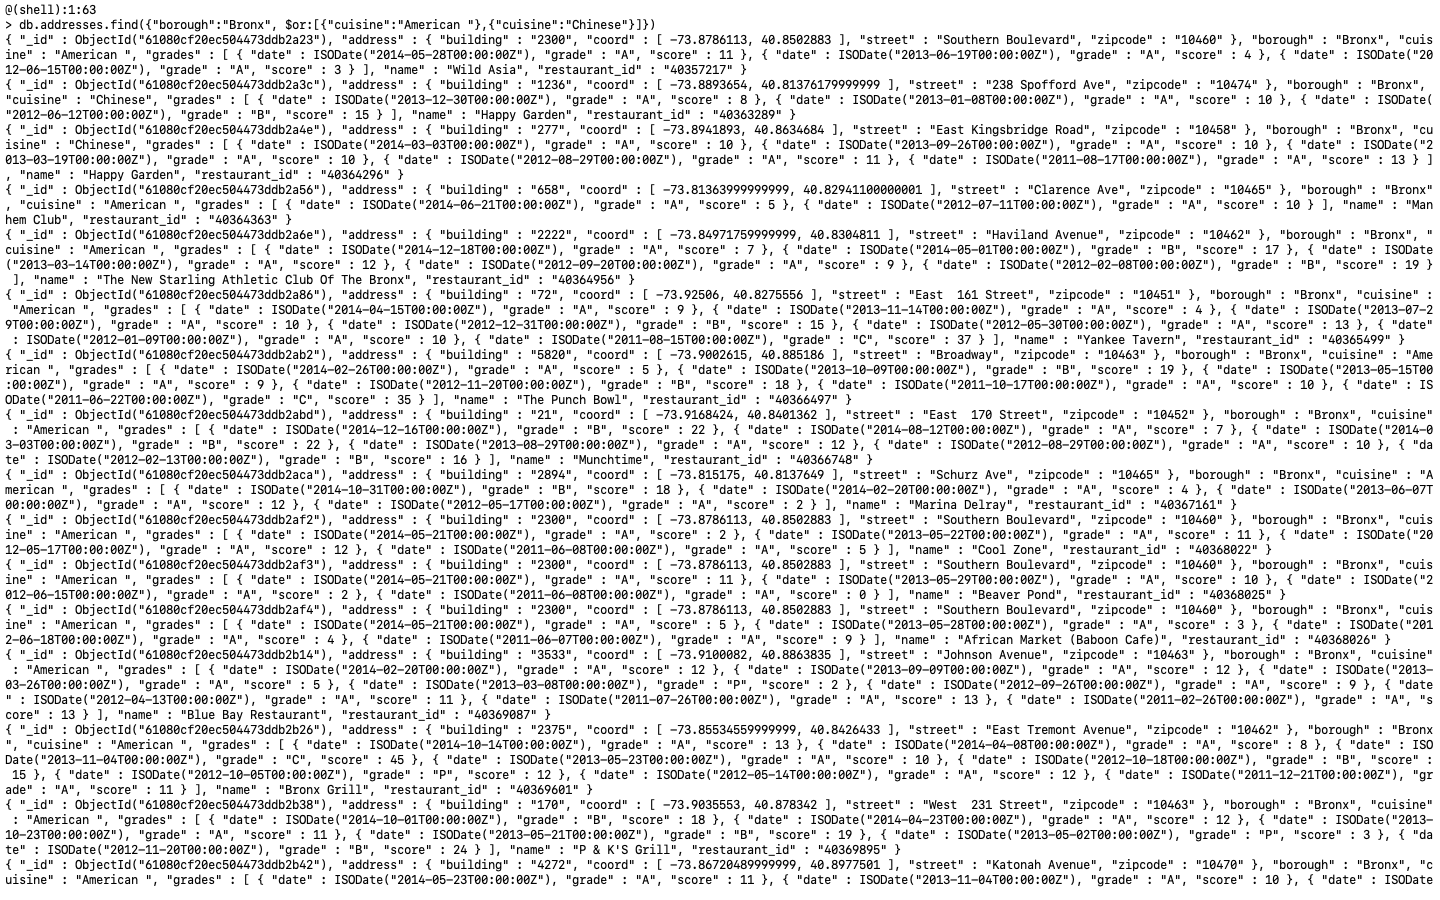 @(shell):1:63
> db.addresses.find({"borough":"Bronx", $or:[{"cuisine":"American "},{"cuisine":"Chinese"}]})
{ "_id" : ObjectId("61080cf20ec504473ddb2a23"), "address" : { "building" : "2300", "coord" : [ -73.8786113, 40.8502883 ], "street" : "Southern Boulevard", "zipcode" : "10460" }, "borough" : "Bronx", "cuis
ine" : "American ", "grades" : [ { "date" : ISODate("2014-05-28T00:00:00Z"), "grade" : "A", "score" : 11 }, { "date" : ISODate("2013-06-19T00:00:00Z"), "grade" : "A", "score" : 4 }, { "date" : ISODate("20
12-06-15T00:00:00Z"), "grade" : "A", "score" : 3 } ], "name" : "Wild Asia", "restaurant_id" : "40357217" }
{ "_id" : ObjectId("61080cf20ec504473ddb2a3c"), "address" : { "building" : "1236", "coord" : [ -73.8893654, 40.81376179999999 ], "street" : "238 Spofford Ave", "zipcode" : "10474" }, "borough" : "Bronx",
"cuisine" : "Chinese", "grades" : [ { "date" : ISODate("2013-12-30T00:00:00Z"), "grade" : "A", "score" : 8 }, { "date" : ISODate("2013-01-08T00:00:00Z"), "grade" : "A", "score" : 10 }, { "date" : ISODate(
"2012-06-12T00:00:00Z"), "grade" : "B", "score" : 15 } ], "name" : "Happy Garden", "restaurant_id" : "40363289" }
{ "_id" : ObjectId("61080cf20ec504473ddb2a4e"), "address" : { "building" : "277", "coord" : [ -73.8941893, 40.8634684 ], "street" : "East Kingsbridge Road", "zipcode" : "10458" }, "borough" : "Bronx", "cu
isine" : "Chinese", "grades" : [ { "date" : ISODate("2014-03-03T00:00:00Z"), "grade" : "A", "score" : 10 }, { "date" : ISODate("2013-09-26T00:00:00Z"), "grade" : "A", "score" : 10 }, { "date" : ISODate("2
013-03-19T00:00:00Z"), "grade" : "A", "score" : 10 }, { "date" : ISODate("2012-08-29T00:00:00Z"), "grade" : "A", "score" : 11 }, { "date" : ISODate("2011-08-17T00:00:00Z"), "grade" : "A", "score" : 13 } ]
, "name" : "Happy Garden", "restaurant_id" : "40364296" }
{ "_id" : ObjectId("61080cf20ec504473ddb2a56"), "address" : { "building" : "658", "coord" : [ -73.81363999999999, 40.82941100000001 ], "street" : "Clarence Ave", "zipcode" : "10465" }, "borough" : "Bronx"
, "cuisine" : "American ", "grades" : [ { "date" : ISODate("2014-06-21T00:00:00Z"), "grade" : "A", "score" : 5 }, { "date" : ISODate("2012-07-11T00:00:00Z"), "grade" : "A", "score" : 10 } ], "name" : "Man
hem Club", "restaurant_id" : "40364363" }
{ "_id" : ObjectId("61080cf20ec504473ddb2a6e"), "address" : { "building" : "2222", "coord" : [ -73.84971759999999, 40.8304811 ], "street" : "Haviland Avenue", "zipcode" : "10462" }, "borough" : "Bronx", "
cuisine" : "American ", "grades" : [ { "date" : ISODate("2014-12-18T00:00:00Z"), "grade" : "A", "score" : 7 }, { "date" : ISODate("2014-05-01T00:00:00Z"), "grade" : "B", "score" : 17 }, { "date" : ISODate
("2013-03-14T00:00:00Z"), "grade" : "A", "score" : 12 }, { "date" : ISODate("2012-09-20T00:00:00Z"), "grade" : "A", "score" : 9 }, { "date" : ISODate("2012-02-08T00:00:00Z"), "grade" : "B", "score" : 19 }
 ], "name" : "The New Starling Athletic Club Of The Bronx", "restaurant_id" : "40364956" }
{ "_id" : ObjectId("61080cf20ec504473ddb2a86"), "address" : { "building" : "72", "coord" : [ -73.92506, 40.8275556 ], "street" : "East  161 Street", "zipcode" : "10451" }, "borough" : "Bronx", "cuisine" :
 "American ", "grades" : [ { "date" : ISODate("2014-04-15T00:00:00Z"), "grade" : "A", "score" : 9 }, { "date" : ISODate("2013-11-14T00:00:00Z"), "grade" : "A", "score" : 4 }, { "date" : ISODate("2013-07-2
9T00:00:00Z"), "grade" : "A", "score" : 10 }, { "date" : ISODate("2012-12-31T00:00:00Z"), "grade" : "B", "score" : 15 }, { "date" : ISODate("2012-05-30T00:00:00Z"), "grade" : "A", "score" : 13 }, { "date"
 : ISODate("2012-01-09T00:00:00Z"), "grade" : "A", "score" : 10 }, { "date" : ISODate("2011-08-15T00:00:00Z"), "grade" : "C", "score" : 37 } ], "name" : "Yankee Tavern", "restaurant_id" : "40365499" }
{ "_id" : ObjectId("61080cf20ec504473ddb2ab2"), "address" : { "building" : "5820", "coord" : [ -73.9002615, 40.885186 ], "street" : "Broadway", "zipcode" : "10463" }, "borough" : "Bronx", "cuisine" : "Ame
rican ", "grades" : [ { "date" : ISODate("2014-02-26T00:00:00Z"), "grade" : "A", "score" : 5 }, { "date" : ISODate("2013-10-09T00:00:00Z"), "grade" : "B", "score" : 19 }, { "date" : ISODate("2013-05-15T00
:00:00Z"), "grade" : "A", "score" : 9 }, { "date" : ISODate("2012-11-20T00:00:00Z"), "grade" : "B", "score" : 18 }, { "date" : ISODate("2011-10-17T00:00:00Z"), "grade" : "A", "score" : 10 }, { "date" : IS
ODate("2011-06-22T00:00:00Z"), "grade" : "C", "score" : 35 } ], "name" : "The Punch Bowl", "restaurant_id" : "40366497" }
{ "_id" : ObjectId("61080cf20ec504473ddb2abd"), "address" : { "building" : "21", "coord" : [ -73.9168424, 40.8401362 ], "street" : "East  170 Street", "zipcode" : "10452" }, "borough" : "Bronx", "cuisine"
 : "American ", "grades" : [ { "date" : ISODate("2014-12-16T00:00:00Z"), "grade" : "B", "score" : 22 }, { "date" : ISODate("2014-08-12T00:00:00Z"), "grade" : "A", "score" : 7 }, { "date" : ISODate("2014-0
3-03T00:00:00Z"), "grade" : "B", "score" : 22 }, { "date" : ISODate("2013-08-29T00:00:00Z"), "grade" : "A", "score" : 12 }, { "date" : ISODate("2012-08-29T00:00:00Z"), "grade" : "A", "score" : 10 }, { "da
te" : ISODate("2012-02-13T00:00:00Z"), "grade" : "B", "score" : 16 } ], "name" : "Munchtime", "restaurant_id" : "40366748" }
{ "_id" : ObjectId("61080cf20ec504473ddb2aca"), "address" : { "building" : "2894", "coord" : [ -73.815175, 40.8137649 ], "street" : "Schurz Ave", "zipcode" : "10465" }, "borough" : "Bronx", "cuisine" : "A
merican ", "grades" : [ { "date" : ISODate("2014-10-31T00:00:00Z"), "grade" : "B", "score" : 18 }, { "date" : ISODate("2014-02-20T00:00:00Z"), "grade" : "A", "score" : 4 }, { "date" : ISODate("2013-06-07T
00:00:00Z"), "grade" : "A", "score" : 12 }, { "date" : ISODate("2012-05-17T00:00:00Z"), "grade" : "A", "score" : 2 } ], "name" : "Marina Delray", "restaurant_id" : "40367161" }
{ "_id" : ObjectId("61080cf20ec504473ddb2af2"), "address" : { "building" : "2300", "coord" : [ -73.8786113, 40.8502883 ], "street" : "Southern Boulevard", "zipcode" : "10460" }, "borough" : "Bronx", "cuis
ine" : "American ", "grades" : [ { "date" : ISODate("2014-05-21T00:00:00Z"), "grade" : "A", "score" : 2 }, { "date" : ISODate("2013-05-22T00:00:00Z"), "grade" : "A", "score" : 11 }, { "date" : ISODate("20
12-05-17T00:00:00Z"), "grade" : "A", "score" : 12 }, { "date" : ISODate("2011-06-08T00:00:00Z"), "grade" : "A", "score" : 5 } ], "name" : "Cool Zone", "restaurant_id" : "40368022" }
{ "_id" : ObjectId("61080cf20ec504473ddb2af3"), "address" : { "building" : "2300", "coord" : [ -73.8786113, 40.8502883 ], "street" : "Southern Boulevard", "zipcode" : "10460" }, "borough" : "Bronx", "cuis
ine" : "American ", "grades" : [ { "date" : ISODate("2014-05-21T00:00:00Z"), "grade" : "A", "score" : 11 }, { "date" : ISODate("2013-05-29T00:00:00Z"), "grade" : "A", "score" : 10 }, { "date" : ISODate("2
012-06-15T00:00:00Z"), "grade" : "A", "score" : 2 }, { "date" : ISODate("2011-06-08T00:00:00Z"), "grade" : "A", "score" : 0 } ], "name" : "Beaver Pond", "restaurant_id" : "40368025" }
{ "_id" : ObjectId("61080cf20ec504473ddb2af4"), "address" : { "building" : "2300", "coord" : [ -73.8786113, 40.8502883 ], "street" : "Southern Boulevard", "zipcode" : "10460" }, "borough" : "Bronx", "cuis
ine" : "American ", "grades" : [ { "date" : ISODate("2014-05-21T00:00:00Z"), "grade" : "A", "score" : 5 }, { "date" : ISODate("2013-05-28T00:00:00Z"), "grade" : "A", "score" : 3 }, { "date" : ISODate("201
2-06-18T00:00:00Z"), "grade" : "A", "score" : 4 }, { "date" : ISODate("2011-06-07T00:00:00Z"), "grade" : "A", "score" : 9 } ], "name" : "African Market (Baboon Cafe)", "restaurant_id" : "40368026" }
{ "_id" : ObjectId("61080cf20ec504473ddb2b14"), "address" : { "building" : "3533", "coord" : [ -73.9100082, 40.8863835 ], "street" : "Johnson Avenue", "zipcode" : "10463" }, "borough" : "Bronx", "cuisine"
 : "American ", "grades" : [ { "date" : ISODate("2014-02-20T00:00:00Z"), "grade" : "A", "score" : 12 }, { "date" : ISODate("2013-09-09T00:00:00Z"), "grade" : "A", "score" : 12 }, { "date" : ISODate("2013-
03-26T00:00:00Z"), "grade" : "A", "score" : 5 }, { "date" : ISODate("2013-03-08T00:00:00Z"), "grade" : "P", "score" : 2 }, { "date" : ISODate("2012-09-26T00:00:00Z"), "grade" : "A", "score" : 9 }, { "date
" : ISODate("2012-04-13T00:00:00Z"), "grade" : "A", "score" : 11 }, { "date" : ISODate("2011-07-26T00:00:00Z"), "grade" : "A", "score" : 13 }, { "date" : ISODate("2011-02-26T00:00:00Z"), "grade" : "A", "s
core" : 13 } ], "name" : "Blue Bay Restaurant", "restaurant_id" : "40369087" }
{ "_id" : ObjectId("61080cf20ec504473ddb2b26"), "address" : { "building" : "2375", "coord" : [ -73.85534559999999, 40.8426433 ], "street" : "East Tremont Avenue", "zipcode" : "10462" }, "borough" : "Bronx
", "cuisine" : "American ", "grades" : [ { "date" : ISODate("2014-10-14T00:00:00Z"), "grade" : "A", "score" : 13 }, { "date" : ISODate("2014-04-08T00:00:00Z"), "grade" : "A", "score" : 8 }, { "date" : ISO
Date("2013-11-04T00:00:00Z"), "grade" : "C", "score" : 45 }, { "date" : ISODate("2013-05-23T00:00:00Z"), "grade" : "A", "score" : 10 }, { "date" : ISODate("2012-10-18T00:00:00Z"), "grade" : "B", "score" :
 15 }, { "date" : ISODate("2012-10-05T00:00:00Z"), "grade" : "P", "score" : 12 }, { "date" : ISODate("2012-05-14T00:00:00Z"), "grade" : "A", "score" : 12 }, { "date" : ISODate("2011-12-21T00:00:00Z"), "gr
ade" : "A", "score" : 11 } ], "name" : "Bronx Grill", "restaurant_id" : "40369601" }
{ "_id" : ObjectId("61080cf20ec504473ddb2b38"), "address" : { "building" : "170", "coord" : [ -73.9035553, 40.878342 ], "street" : "West  231 Street", "zipcode" : "10463" }, "borough" : "Bronx", "cuisine"
 : "American ", "grades" : [ { "date" : ISODate("2014-10-01T00:00:00Z"), "grade" : "B", "score" : 18 }, { "date" : ISODate("2014-04-23T00:00:00Z"), "grade" : "A", "score" : 12 }, { "date" : ISODate("2013-
10-23T00:00:00Z"), "grade" : "A", "score" : 11 }, { "date" : ISODate("2013-05-21T00:00:00Z"), "grade" : "B", "score" : 19 }, { "date" : ISODate("2013-05-02T00:00:00Z"), "grade" : "P", "score" : 3 }, { "da
te" : ISODate("2012-11-20T00:00:00Z"), "grade" : "B", "score" : 24 } ], "name" : "P & K'S Grill", "restaurant_id" : "40369895" }
{ "_id" : ObjectId("61080cf20ec504473ddb2b42"), "address" : { "building" : "4272", "coord" : [ -73.86720489999999, 40.8977501 ], "street" : "Katonah Avenue", "zipcode" : "10470" }, "borough" : "Bronx", "c
uisine" : "American ", "grades" : [ { "date" : ISODate("2014-05-23T00:00:00Z"), "grade" : "A", "score" : 11 }, { "date" : ISODate("2013-11-04T00:00:00Z"), "grade" : "A", "score" : 10 }, { "date" : ISODate